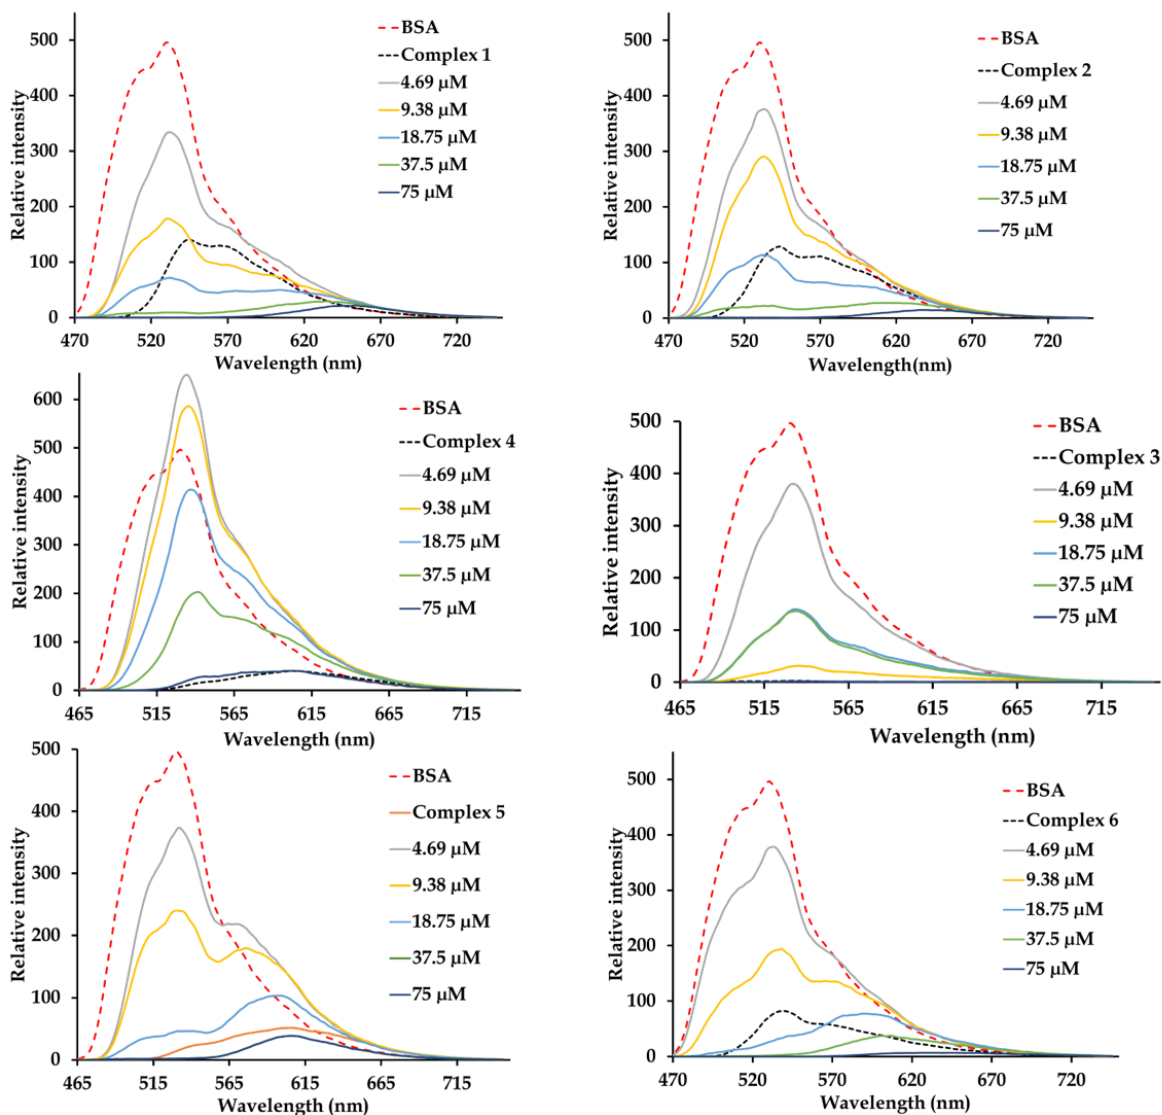 Relative intensity
500
400
300
200
100
0
470 520 570 620 670 720
Wavelength (nm)
BSA
Complex 1
4.69 µM
9.38 µM
18.75 µM
37.5 µM
75 µM
Relative intensity
500
400
300
200
100
0
470 520 570 620 670 720
Wavelength(nm)
BSA
Complex 2
4.69 µM
9.38 µM
18.75 µM
37.5 µM
75 µM
Relative intensity
600
500
400
300
200
100
0
465 515 565 615 665 715
Wavelength (nm)
BSA
Complex 4
4.69 µM
9.38 µM
18.75 µM
37.5 µM
75 µM
Relative intensity
500
400
300
200
100
0
465 515 565 615 665 715
Wavelength (nm)
BSA
Complex 3
4.69 µM
9.38 µM
18.75 µM
37.5 µM
75 µM
Relative intensity
500
400
300
200
100
0
465 515 565 615 665 715
Wavelength (nm)
BSA
Complex 5
4.69 µM
9.38 µM
18.75 µM
37.5 µM
75 µM
Relative intensity
500
400
300
200
100
0
470 520 570 620 670 720
Wavelength (nm)
BSA
Complex 6
4.69 µM
9.38 µM
18.75 µM
37.5 µM
75 µM